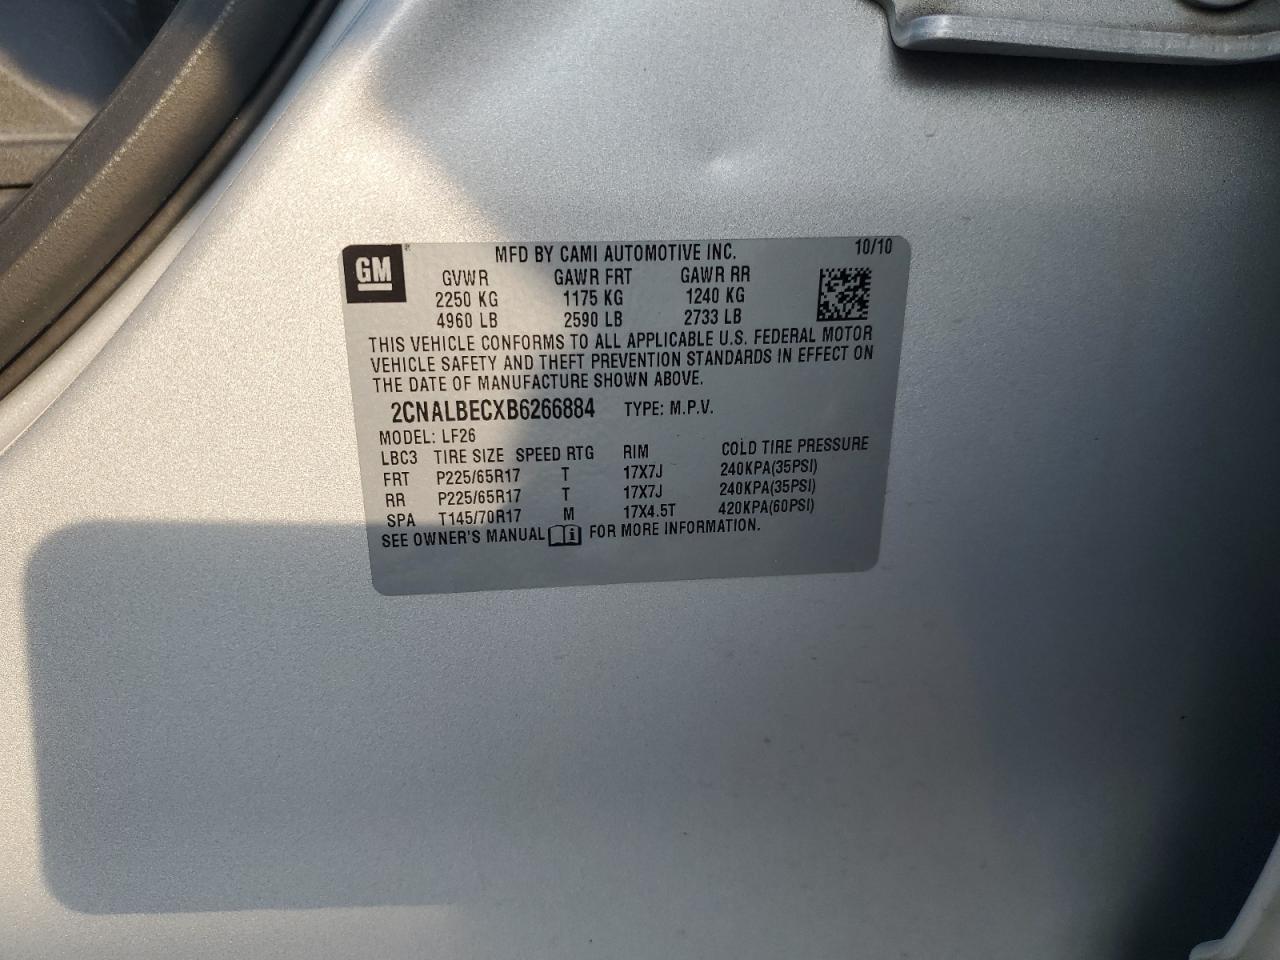 GM ® MFD BY CAMI AUTOMOTIVE INC. 10/10
GVWR GAWR FRT GAWR RR
2250 KG 1175 KG 1240 KG
4960 LB 2590 LB 2733 LB
THIS VEHICLE CONFORMS TO ALL APPLICABLE U.S. FEDERAL MOTOR
VEHICLE SAFETY AND THEFT PREVENTION STANDARDS IN EFFECT ON
THE DATE OF MANUFACTURE SHOWN ABOVE.
2CNALBECXB6266884 TYPE: M.P.V.
MODEL: LF26
LBC3 TIRE SIZE SPEED RTG RIM COLD TIRE PRESSURE
FRT P225/65R17 T 17X7J 240KPA(35PSI)
RR P225/65R17 T 17X7J 240KPA(35PSI)
SPA T145/70R17 M 17X4.5T 420KPA(60PSI)
SEE OWNER'S MANUAL i FOR MORE INFORMATION.